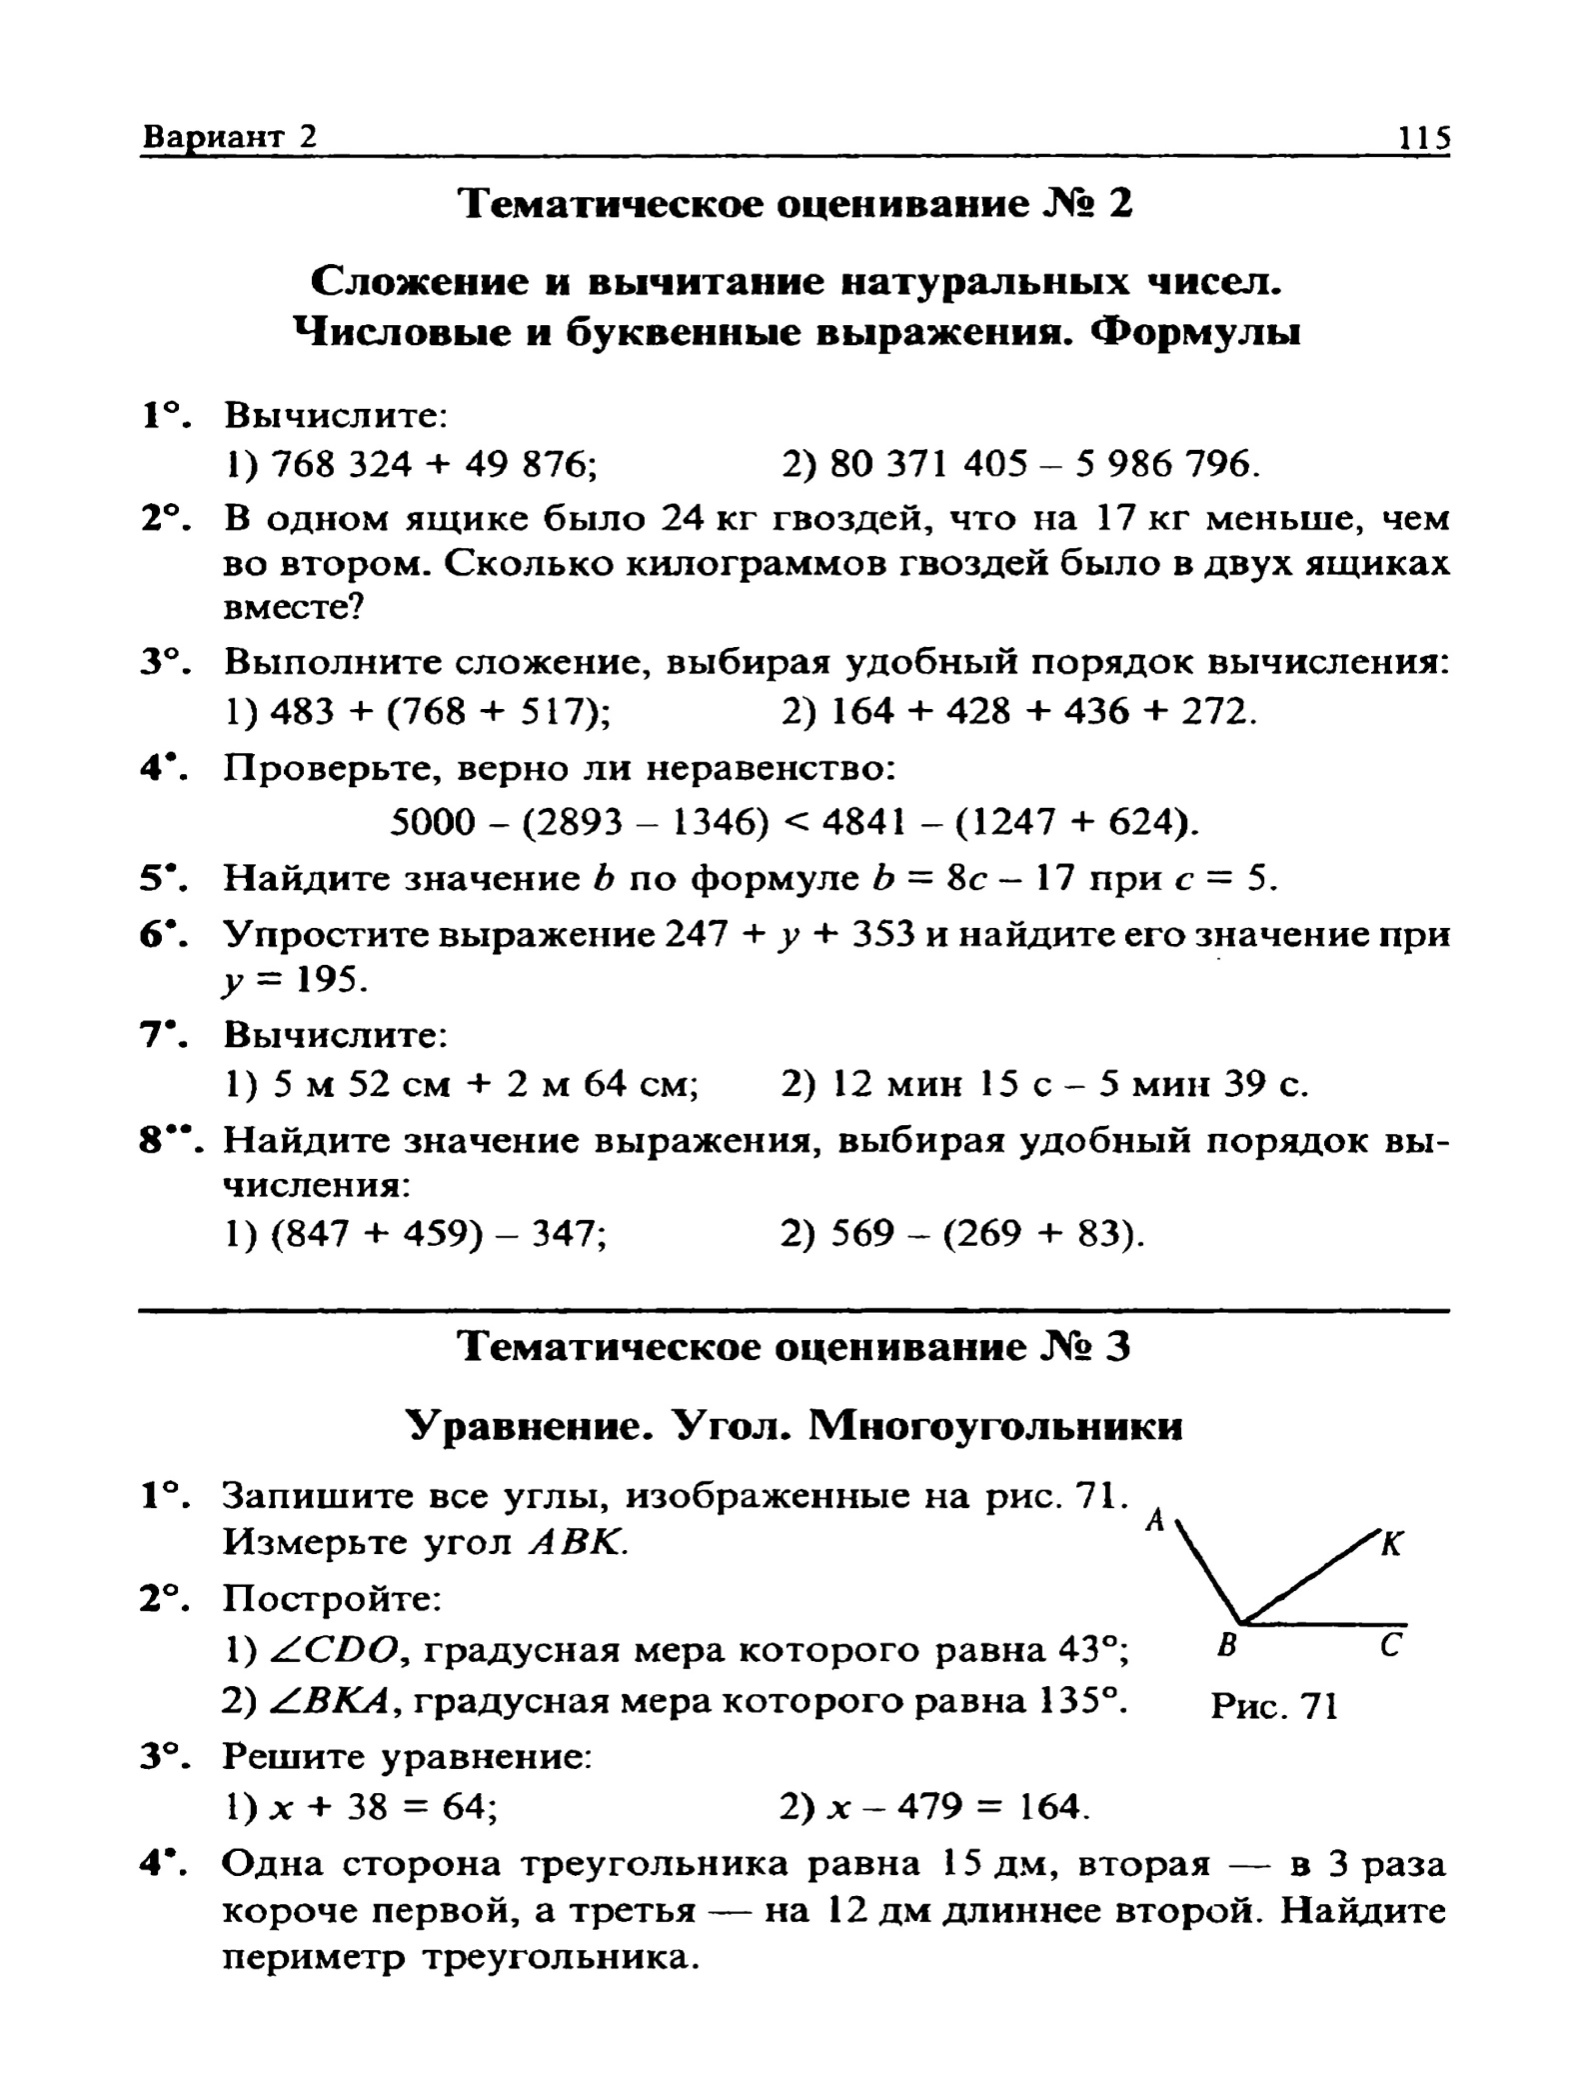 Вариант 2 115
Тематическое оценивание № 2
Сложение и вычитание натуральных чисел.
Числовые и буквенные выражения. Формулы
1°. Вычислите:
1) 768 324 + 49 876; 2) 80 371 405 – 5 986 796.
2°. В одном ящике было 24 кг гвоздей, что на 17 кг меньше, чем
во втором. Сколько килограммов гвоздей было в двух ящиках
вместе?
3°. Выполните сложение, выбирая удобный порядок вычисления:
1) 483 + (768 + 517); 2) 164 + 428 + 436 + 272.
4•. Проверьте, верно ли неравенство:
5000 – (2893 – 1346) < 4841 – (1247 + 624).
5•. Найдите значение b по формуле b = 8c – 17 при c = 5.
6•. Упростите выражение 247 + y + 353 и найдите его значение при
y = 195.
7•. Вычислите:
1) 5 м 52 см + 2 м 64 см; 2) 12 мин 15 с – 5 мин 39 с.
8••. Найдите значение выражения, выбирая удобный порядок вы-
числения:
1) (847 + 459) – 347; 2) 569 – (269 + 83).
Тематическое оценивание № 3
Уравнение. Угол. Многоугольники
1°. Запишите все углы, изображенные на рис. 71.
Измерьте угол ABK.
2°. Постройте:
1) ∠CDO, градусная мера которого равна 43°;
2) ∠BKA, градусная мера которого равна 135°.
A
K
B C
Рис. 71
3°. Решите уравнение:
1) x + 38 = 64; 2) x – 479 = 164.
4•. Одна сторона треугольника равна 15 дм, вторая — в 3 раза
короче первой, а третья — на 12 дм длиннее второй. Найдите
периметр треугольника.